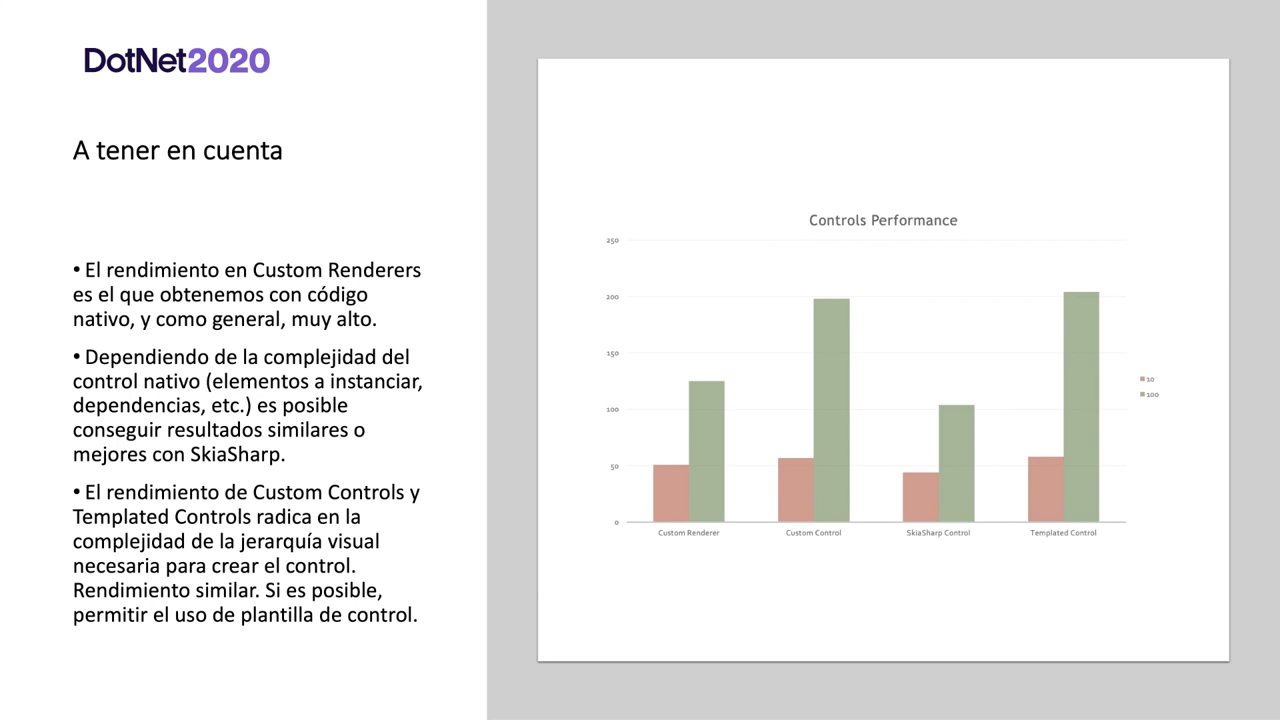 DotNet2020
A tener en cuenta
• El rendimiento en Custom Renderers
es el que obtenemos con código
nativo, y como general, muy alto.
• Dependiendo de la complejidad del
control nativo (elementos a instanciar,
dependencias, etc.) es posible
conseguir resultados similares o
mejores con SkiaSharp.
• El rendimiento de Custom Controls y
Templated Controls radica en la
complejidad de la jerarquía visual
necesaria para crear el control.
Rendimiento similar. Si es posible,
permitir el uso de plantilla de control.
Controls Performance
250
200
150
100
50
0
Custom Renderer
Custom Control
SkiaSharp Control
Templated Control
10
100